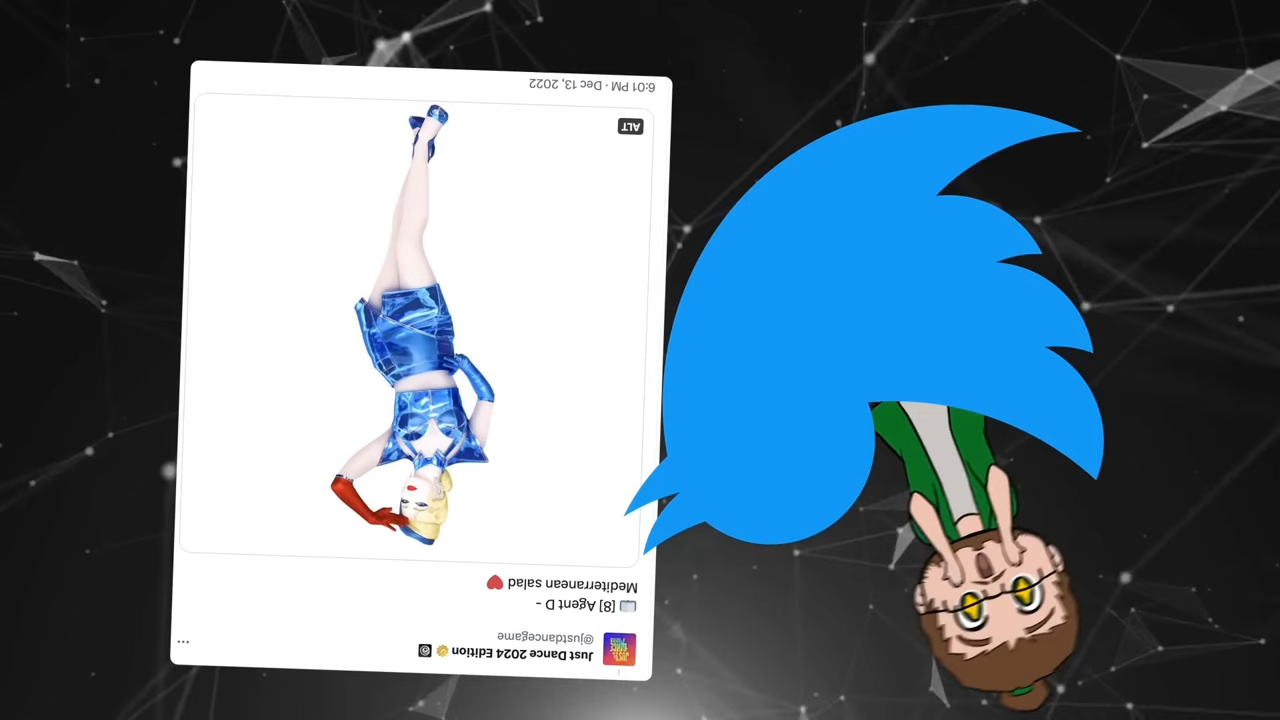 Just Dance 2024 Edition
@justdancegame
[8] Agent D -
Mediterranean salad
ALT
6:01 PM · Dec 13, 2022